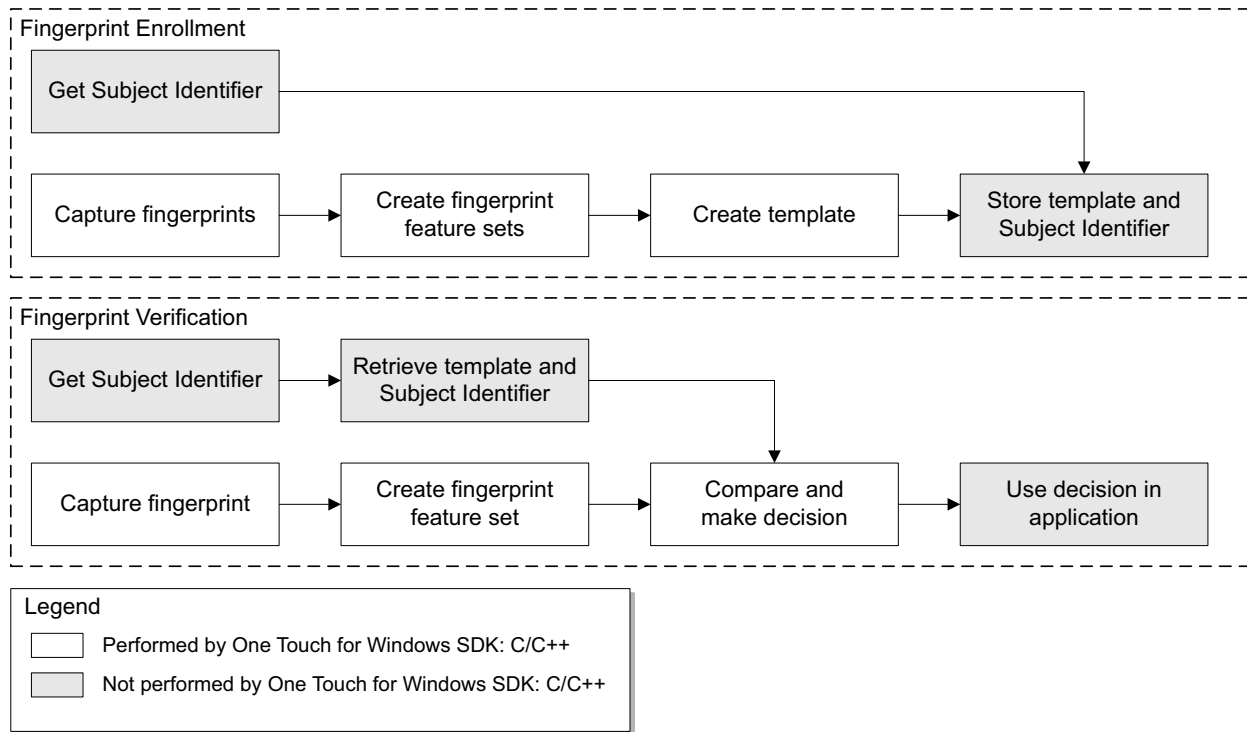 Fingerprint Enrollment
Get Subject Identifier
Capture fingerprints
Create fingerprint
feature sets
Create template
Store template and
Subject Identifier
Fingerprint Verification
Get Subject Identifier
Retrieve template and
Subject Identifier
Capture fingerprint
Create fingerprint
feature set
Compare and
make decision
Use decision in
application
Legend
Performed by One Touch for Windows SDK: C/C++
Not performed by One Touch for Windows SDK: C/C++